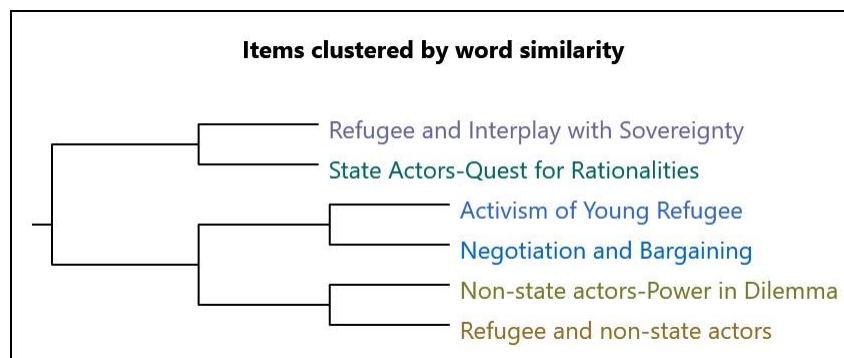 Items clustered by word similarity
Refugee and Interplay with Sovereignty
State Actors-Quest for Rationalities
Activism of Young Refugee
Negotiation and Bargaining
Non-state actors-Power in Dilemma
Refugee and non-state actors